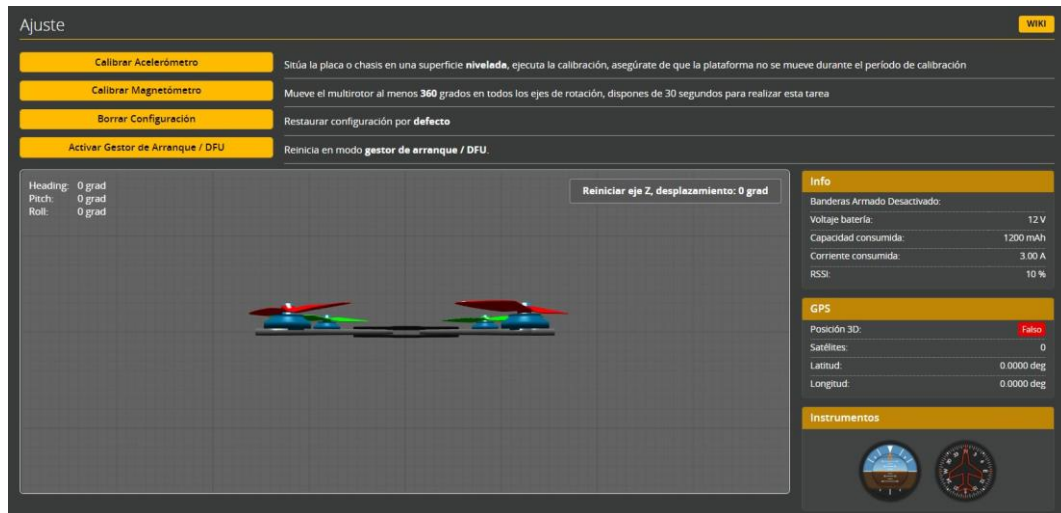 Ajuste
WIKI
Calibrar Acelerómetro
Sitúa la placa o chasis en una superficie nivelada, ejecuta la calibración, asegúrate de que la plataforma no se mueve durante el período de calibración
Calibrar Magnetómetro
Mueve el multirotor al menos 360 grados en todos los ejes de rotación, dispones de 30 segundos para realizar esta tarea
Borrar Configuración
Restaurar configuración por defecto
Activar Gestor de Arranque / DFU
Reinicia en modo gestor de arranque / DFU.
Heading: 0 grad
Pitch: 0 grad
Roll: 0 grad
Reiniciar eje Z, desplazamiento: 0 grad
Info
Banderas Armado Desactivado:
Voltaje batería: 12 V
Capacidad consumida: 1200 mAh
Corriente consumida: 3.00 A
RSSI: 10 %
GPS
Posición 3D: Falso
Satélites: 0
Latitud: 0.0000 deg
Longitud: 0.0000 deg
Instrumentos